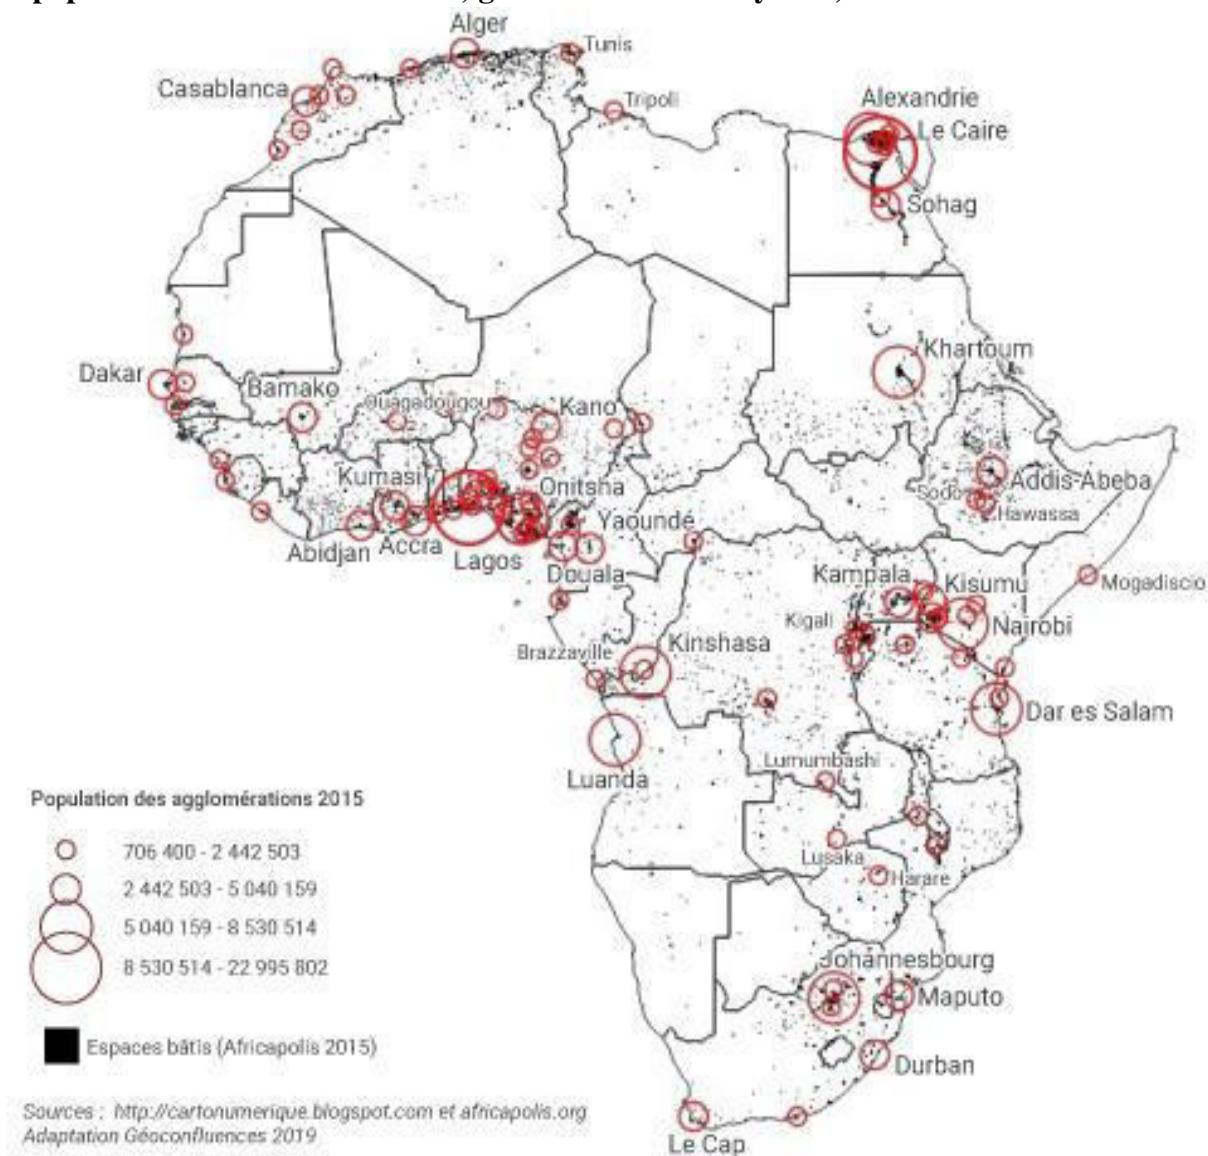 Alger
Tunis
Casablanca
Tripoli
Alexandrie
Le Caire
Sohag
Khartoum
Dakar
Bamako
Ouagadougou
Kano
Kumasi
Onitsha
Addis-Abeba
Sodo
Hawassa
Yaoundé
Abidjan
Accra
Lagos
Douala
Kampala
Kisumu
Mogadiscio
Kigali
Nairobi
Brazzaville
Kinshasa
Dar es Salam
Luanda
Lumumbashi
Lusaka
Harare
Johannesbourg
Maputo
Durban
Le Cap
Population des agglomérations 2015
706 400 - 2 442 503
2 442 503 - 5 040 159
5 040 159 - 8 530 514
8 530 514 - 22 995 802
Espaces bâtis (Africapolis 2015)
Sources : http://cartonumerique.blogspot.com et africapolis.org
Adaptation Géoconfluences 2019